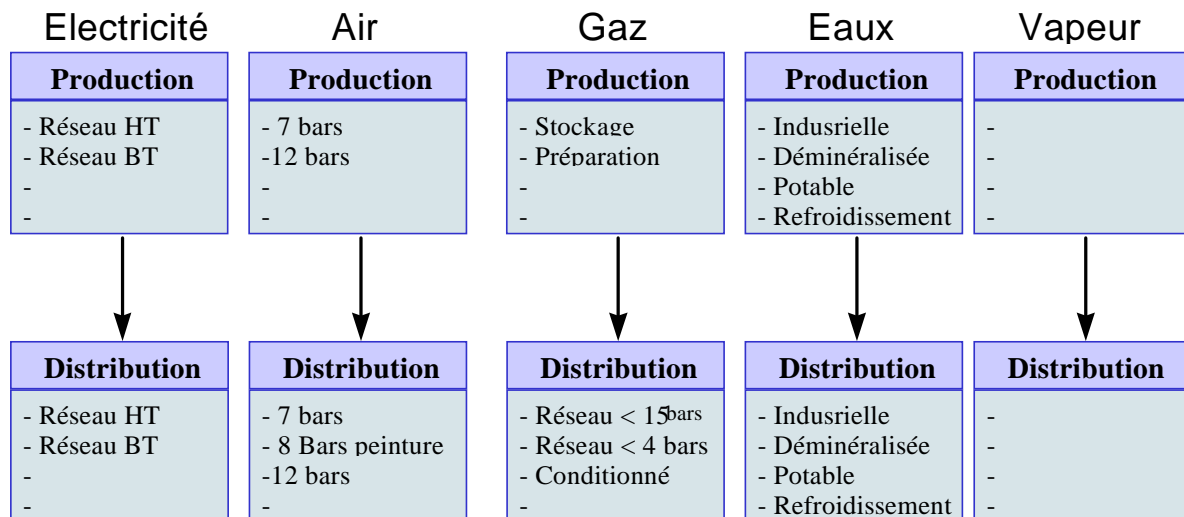 Electricité
Production
- Réseau HT
- Réseau BT
-
-
Distribution
- Réseau HT
- Réseau BT
-
-
Air
Production
- 7 bars
-12 bars
-
-
Distribution
- 7 bars
- 8 Bars peinture
-12 bars
-
Gaz
Production
- Stockage
- Préparation
-
-
Distribution
- Réseau < 15 bars
- Réseau < 4 bars
- Conditionné
-
Eaux
Production
- Indusrielle
- Déminéralisée
- Potable
- Refroidissement
Distribution
- Indusrielle
- Déminéralisée
- Potable
- Refroidissement
Vapeur
Production
-
-
-
-
Distribution
-
-
-
-